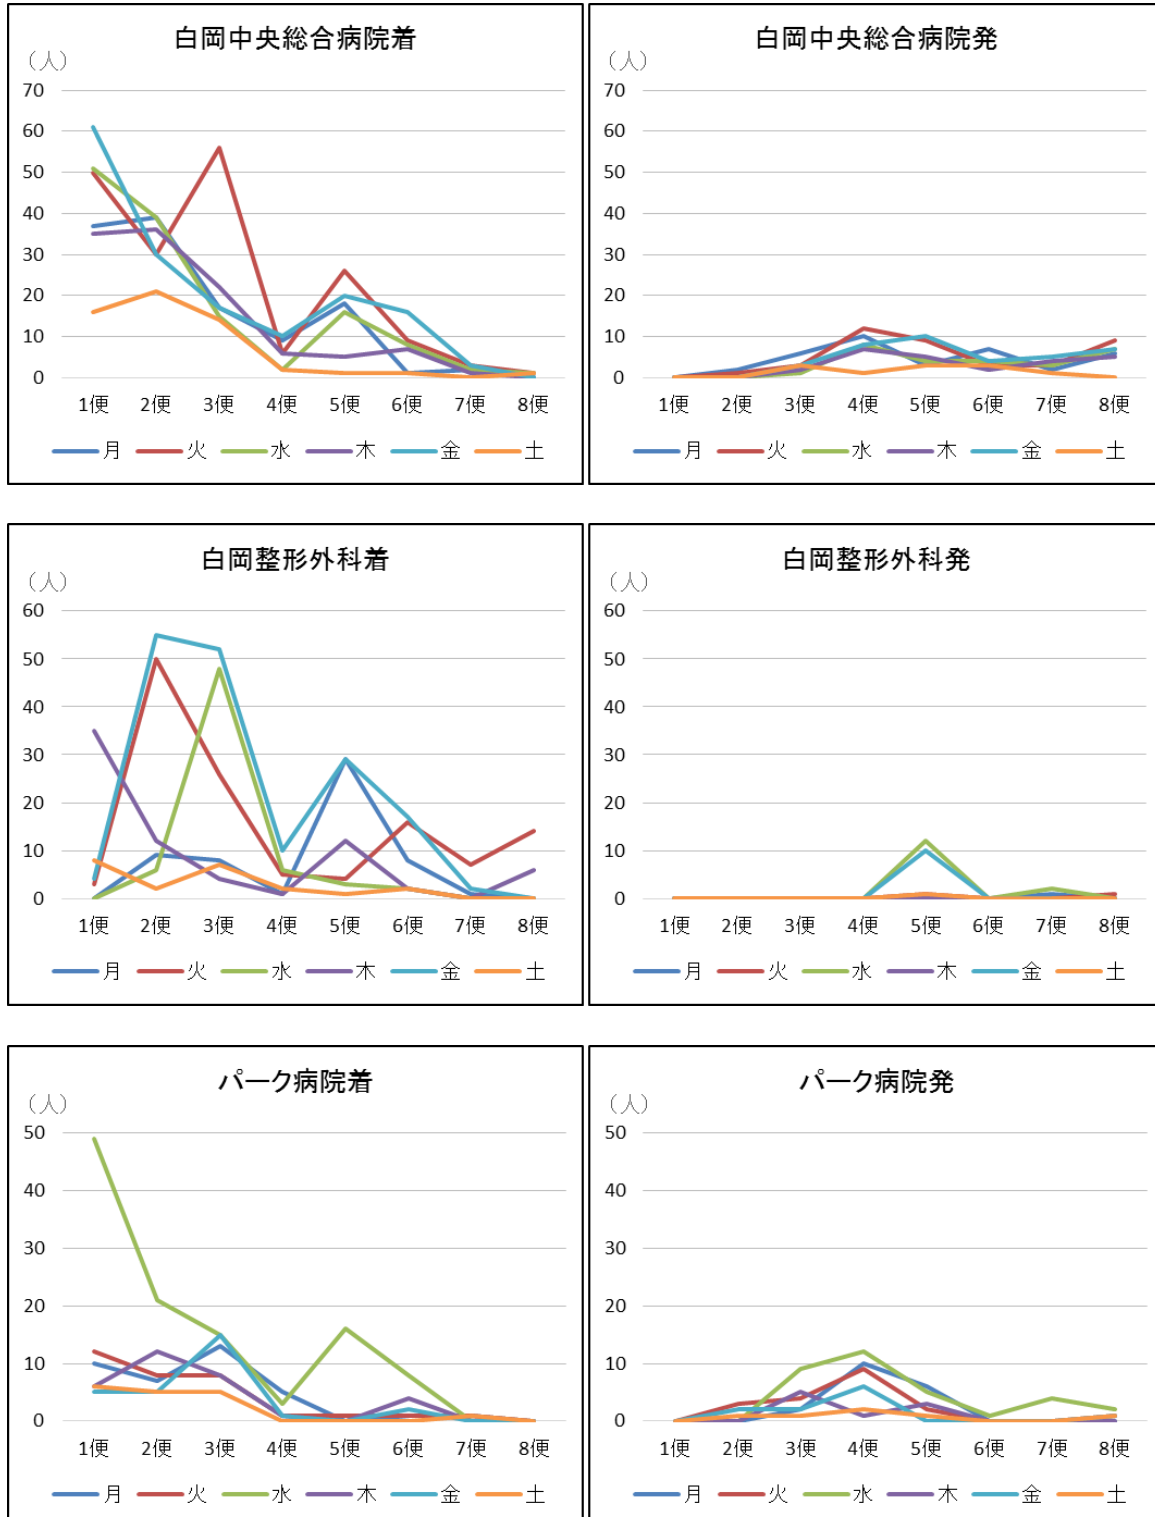 白岡中央総合病院着
（人）
70
60
50
40
30
20
10
0
1便 2便 3便 4便 5便 6便 7便 8便
月 火 水 木 金 土
白岡中央総合病院発
（人）
70
60
50
40
30
20
10
0
1便 2便 3便 4便 5便 6便 7便 8便
月 火 水 木 金 土
白岡整形外科着
（人）
60
50
40
30
20
10
0
1便 2便 3便 4便 5便 6便 7便 8便
月 火 水 木 金 土
白岡整形外科発
（人）
60
50
40
30
20
10
0
1便 2便 3便 4便 5便 6便 7便 8便
月 火 水 木 金 土
パーク病院着
（人）
50
40
30
20
10
0
1便 2便 3便 4便 5便 6便 7便 8便
月 火 水 木 金 土
パーク病院発
（人）
50
40
30
20
10
0
1便 2便 3便 4便 5便 6便 7便 8便
月 火 水 木 金 土